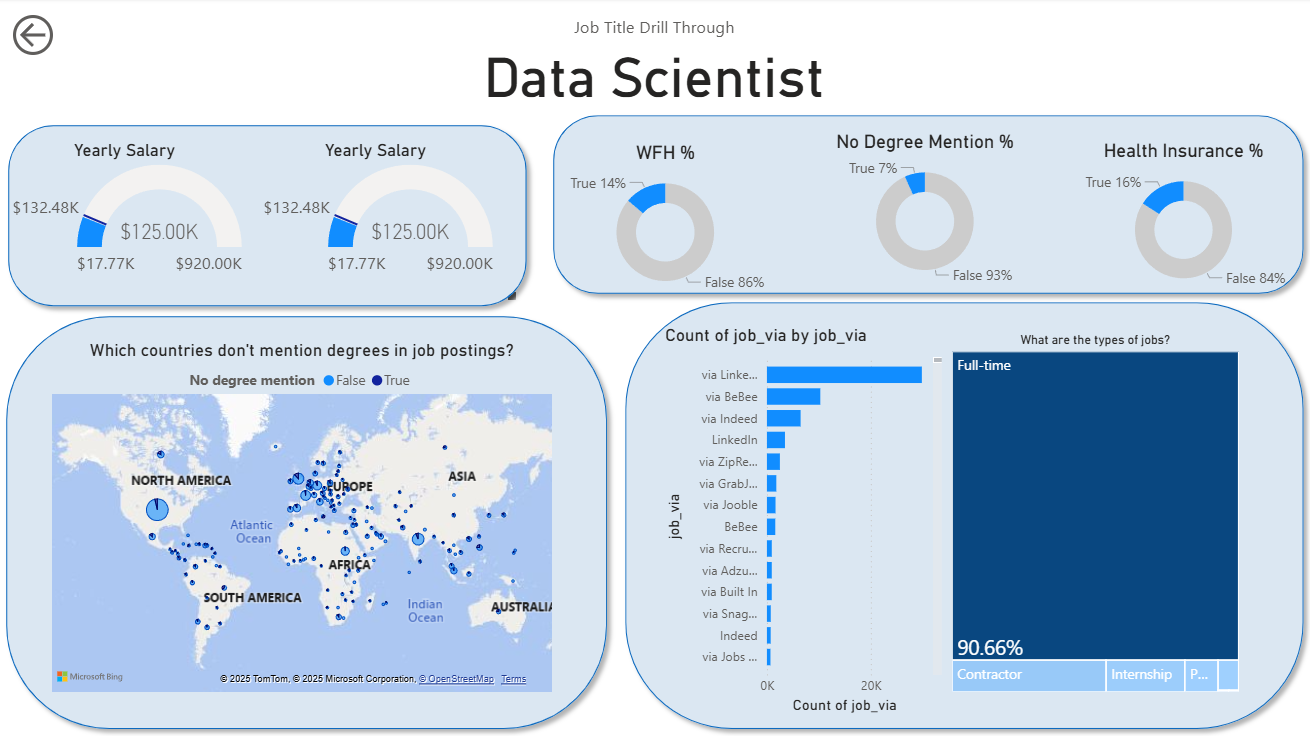 Job Title Drill Through
Data Scientist
Yearly Salary
$132.48K
$125.00K
$17.77K
$920.00K
Yearly Salary
$132.48K
$125.00K
$17.77K
$920.00K
WFH %
True 14%
False 86%
No Degree Mention %
True 7%
False 93%
Health Insurance %
True 16%
False 84%
Which countries don't mention degrees in job postings?
No degree mention False True
NORTH AMERICA
EUROPE
ASIA
Atlantic
Ocean
AFRICA
SOUTH AMERICA
Indian
Ocean
AUSTRALIA
Microsoft Bing
© 2025 TomTom, © 2025 Microsoft Corporation, © OpenStreetMap Terms
Count of job_via by job_via
job_via
via Linke...
via BeBee
via Indeed
LinkedIn
via ZipRe...
via GrabJ...
via Jooble
BeBee
via Recru...
via Adzu...
via Built In
via Snag...
Indeed
via Jobs ...
0K 20K
Count of job_via
What are the types of jobs?
Full-time
90.66%
Contractor
Internship
P...